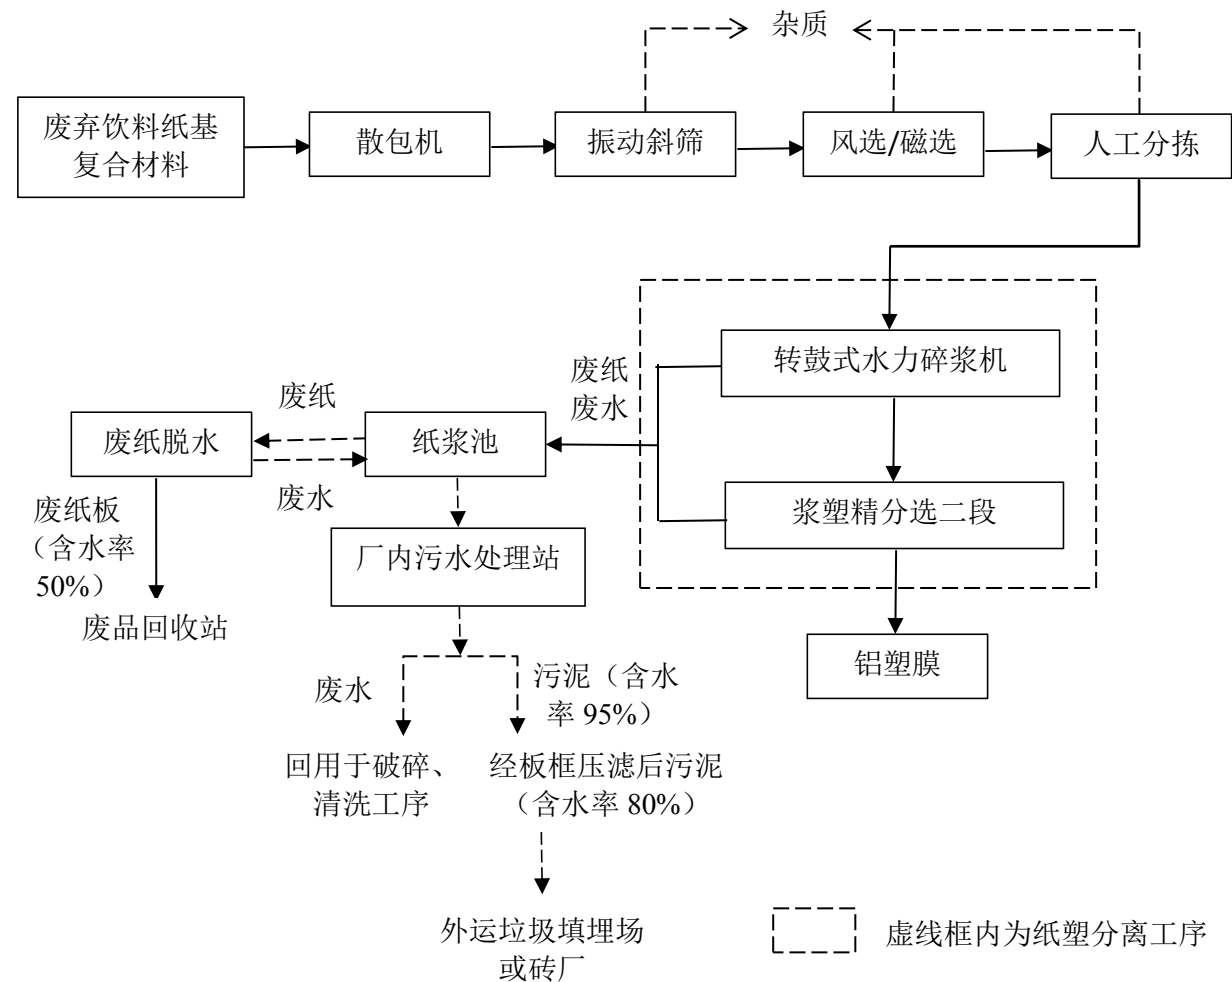 杂质
废弃饮料纸基
复合材料
散包机
振动斜筛
风选/磁选
人工分拣
转鼓式水力碎浆机
废纸
废水
废纸
废纸脱水
纸浆池
废水
浆塑精分选二段
废纸板
（含水率
50%）
厂内污水处理站
废品回收站
铝塑膜
废水
污泥（含水
率 95%）
回用于破碎、
清洗工序
经板框压滤后污泥
（含水率 80%）
外运垃圾填埋场
或砖厂
虚线框内为纸塑分离工序